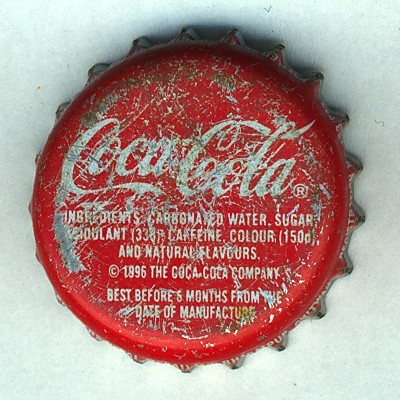 Coca-Cola ®
INGREDIENTS: CARBONATED WATER, SUGAR,
ACIDULANT (338), CAFFEINE, COLOUR (150d),
AND NATURAL FLAVOURS.
© 1996 THE COCA-COLA COMPANY
BEST BEFORE 6 MONTHS FROM THE
DATE OF MANUFACTURE